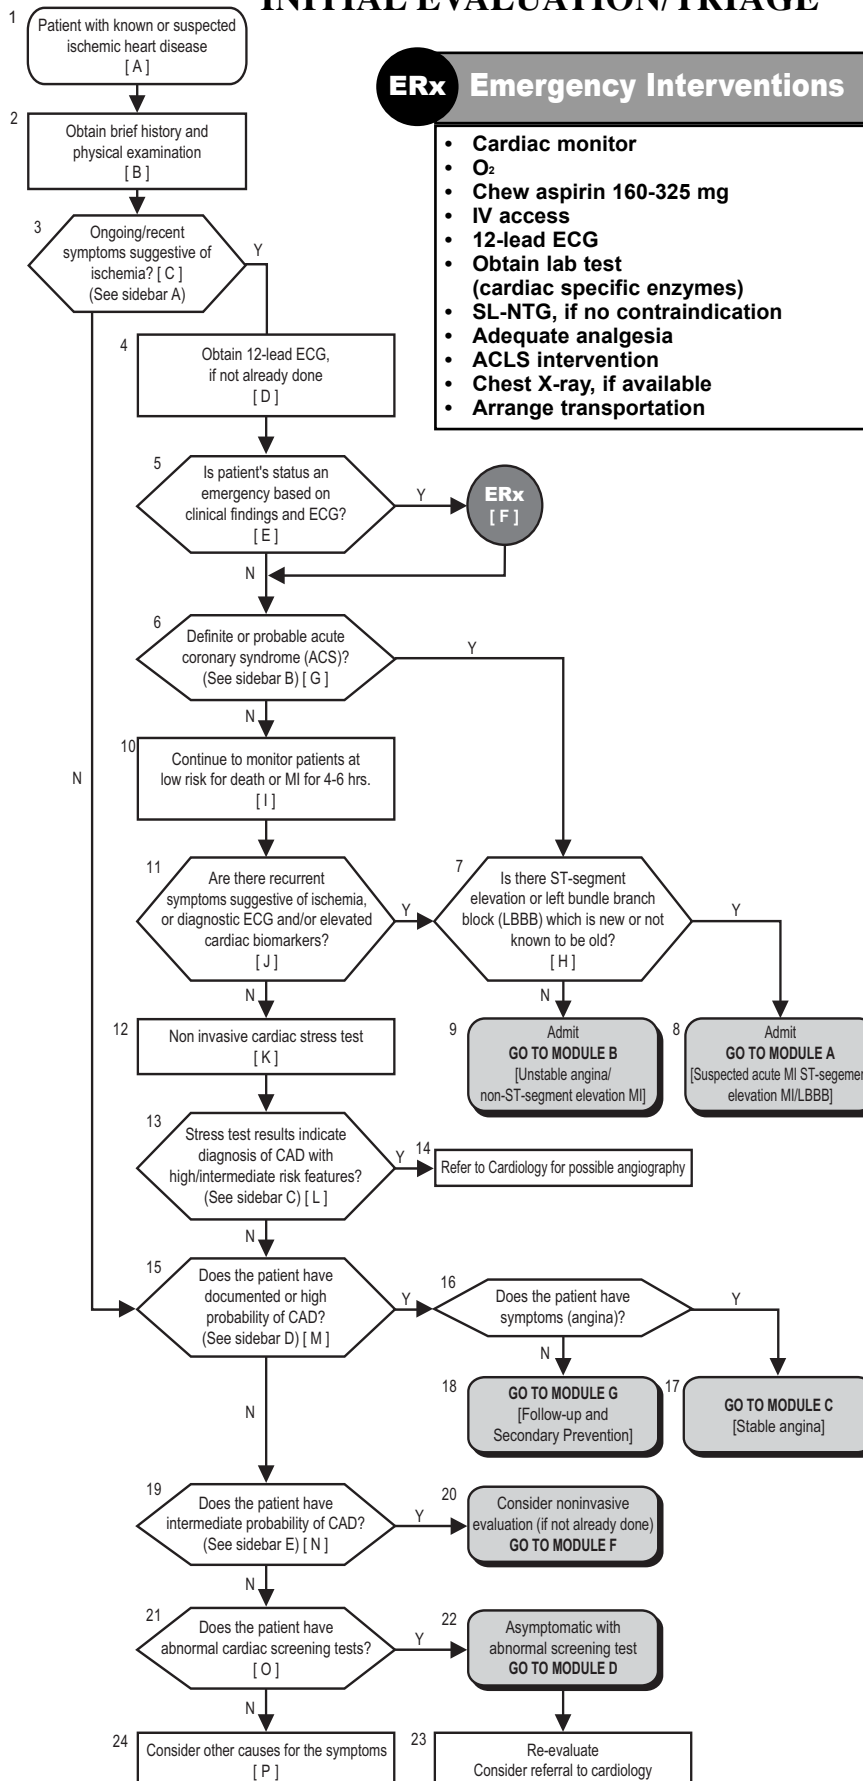 INITIAL EVALUATION/TRIAGE
1
Patient with known or suspected
ischemic heart disease
[ A ]
ERx Emergency Interventions
• Cardiac monitor
• O2
• Chew aspirin 160-325 mg
• IV access
• 12-lead ECG
• Obtain lab test
(cardiac specific enzymes)
• SL-NTG, if no contraindication
• Adequate analgesia
• ACLS intervention
• Chest X-ray, if available
• Arrange transportation
2
Obtain brief history and
physical examination
[ B ]
3
Ongoing/recent
symptoms suggestive of
ischemia? [ C ]
(See sidebar A)
Y
N
4
Obtain 12-lead ECG,
if not already done
[ D ]
5
Is patient's status an
emergency based on
clinical findings and ECG?
[ E ]
Y
ERx
[ F ]
N
6
Definite or probable acute
coronary syndrome (ACS)?
(See sidebar B) [ G ]
Y
N
10
Continue to monitor patients at
low risk for death or MI for 4-6 hrs.
[ I ]
11
Are there recurrent
symptoms suggestive of ischemia,
or diagnostic ECG and/or elevated
cardiac biomarkers?
[ J ]
Y
N
7
Is there ST-segment
elevation or left bundle branch
block (LBBB) which is new or not
known to be old?
[ H ]
Y
N
12
Non invasive cardiac stress test
[ K ]
9
Admit
GO TO MODULE B
[Unstable angina/
non-ST-segment elevation MI]
8
Admit
GO TO MODULE A
[Suspected acute MI ST-segemen
elevation MI/LBBB]
13
Stress test results indicate
diagnosis of CAD with
high/intermediate risk features?
(See sidebar C) [ L ]
Y
N
14
Refer to Cardiology for possible angiography
15
Does the patient have
documented or high
probability of CAD?
(See sidebar D) [ M ]
Y
N
16
Does the patient have
symptoms (angina)?
Y
N
18
GO TO MODULE G
[Follow-up and
Secondary Prevention]
17
GO TO MODULE C
[Stable angina]
19
Does the patient have
intermediate probability of CAD?
(See sidebar E) [ N ]
Y
N
20
Consider noninvasive
evaluation (if not already done)
GO TO MODULE F
21
Does the patient have
abnormal cardiac screening tests?
[ O ]
Y
N
22
Asymptomatic with
abnormal screening test
GO TO MODULE D
24
Consider other causes for the symptoms
[ P ]
23
Re-evaluate
Consider referral to cardiology